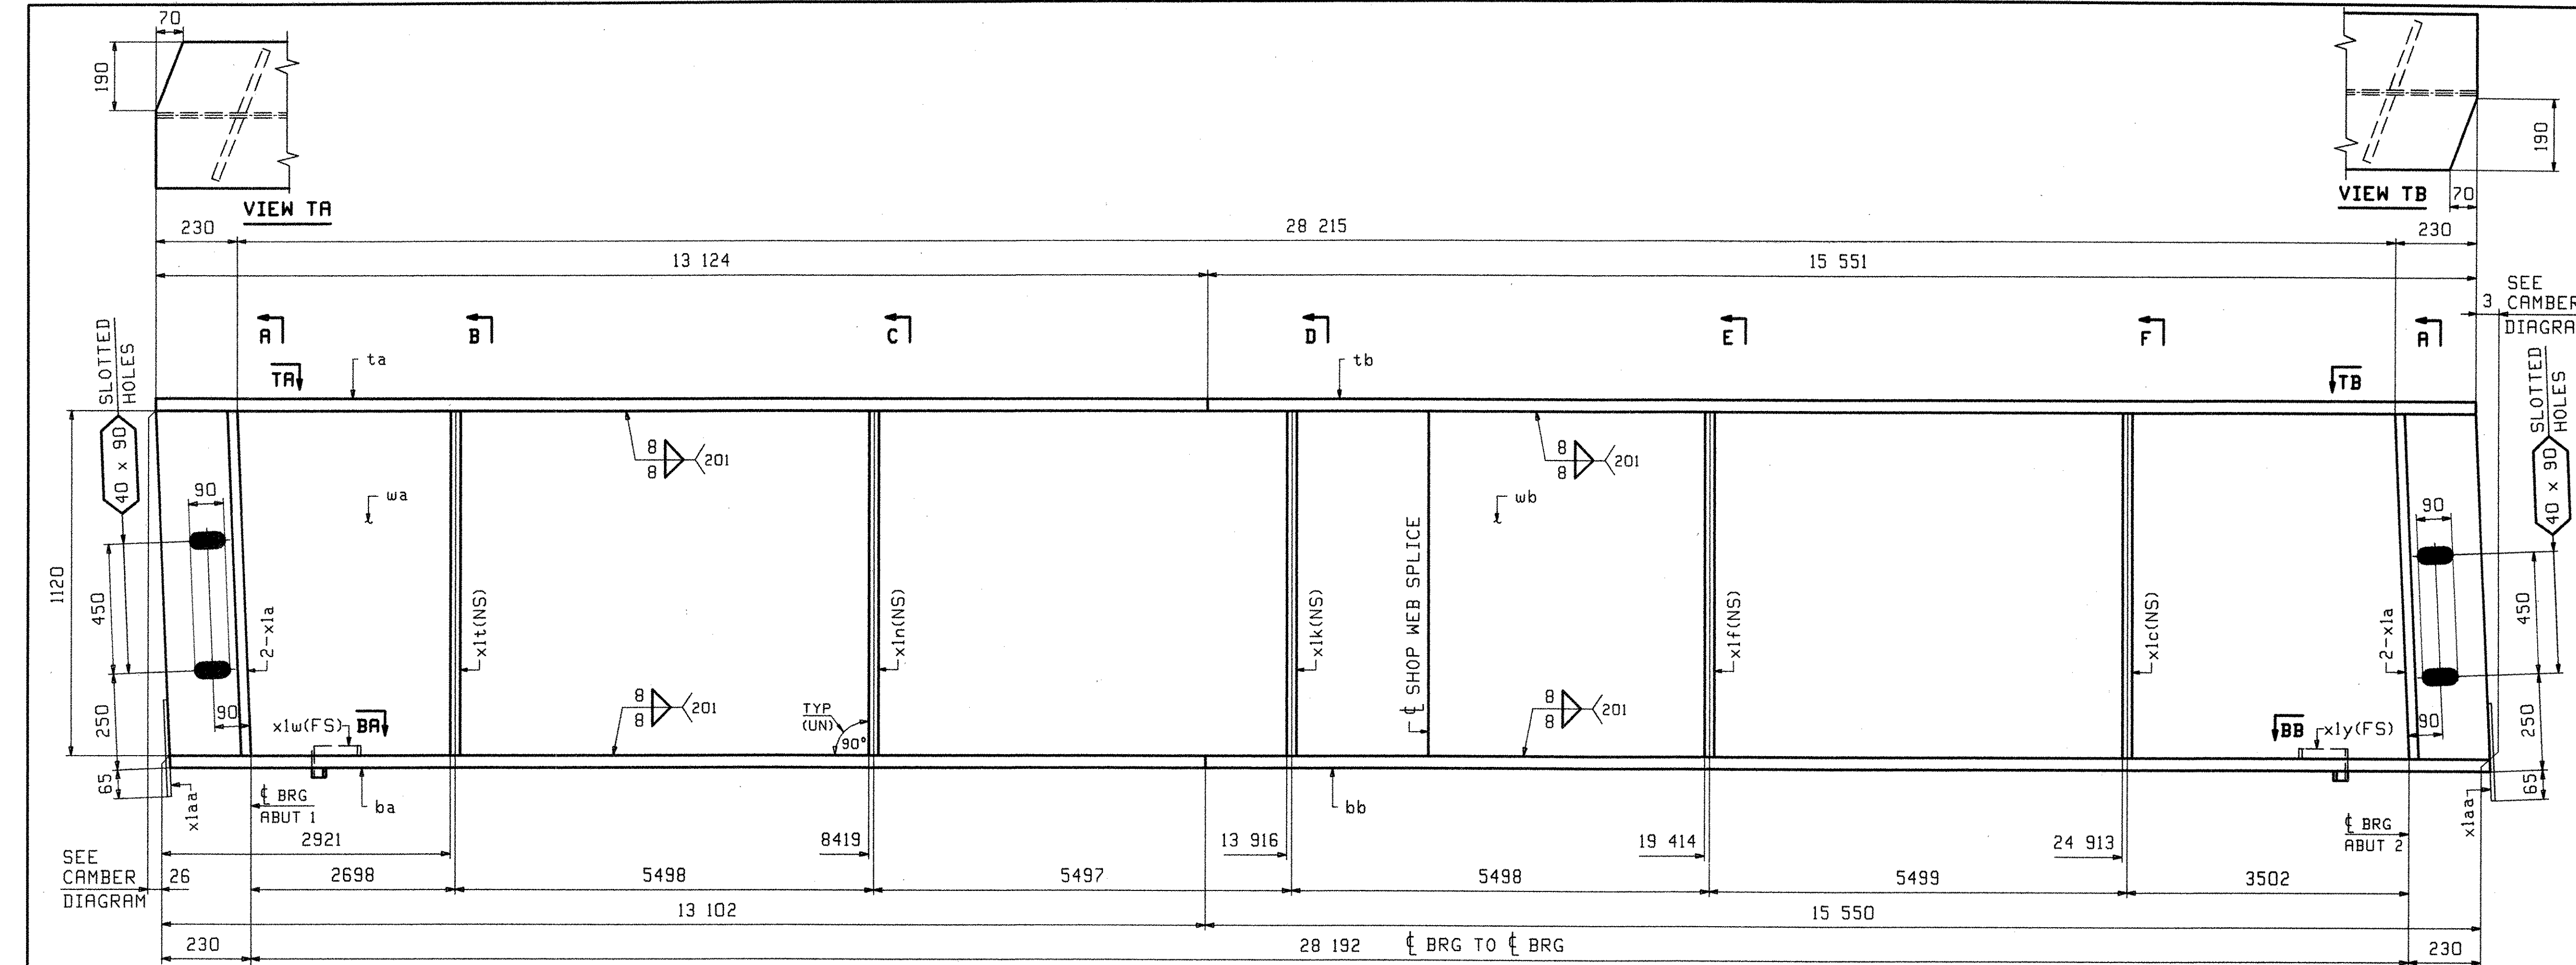 70
190
VIEW TA
190
VIEW TB
70
230
28 215
230
13 124
15 551
3
SEE
CAMBER
DIAGRA
SLOTTED
HOLES
40 x 90
A
B
C
D
E
F
A
TA
ta
tb
TB
SLOTTED
HOLES
40 x 90
1120
450
250
65
90
90
wa
8
8
201
8
8
201
wb
90
90
450
250
65
2-x1a
x1t(NS)
x1n(NS)
x1k(NS)
℄ SHOP WEB SPLICE
x1f(NS)
x1c(NS)
2-x1a
x1w(FS)
BA
8
8
201
TYP
(UN)
90°
8
8
201
BB
x1y(FS)
x1aa
℄ BRG
ABUT 1
ba
bb
℄ BRG
ABUT 2
x1aa
2921
8419
13 916
19 414
24 913
SEE
CAMBER
DIAGRAM
26
2698
5498
5497
5498
5499
3502
13 102
15 550
230
28 192 ℄ BRG TO ℄ BRG
230